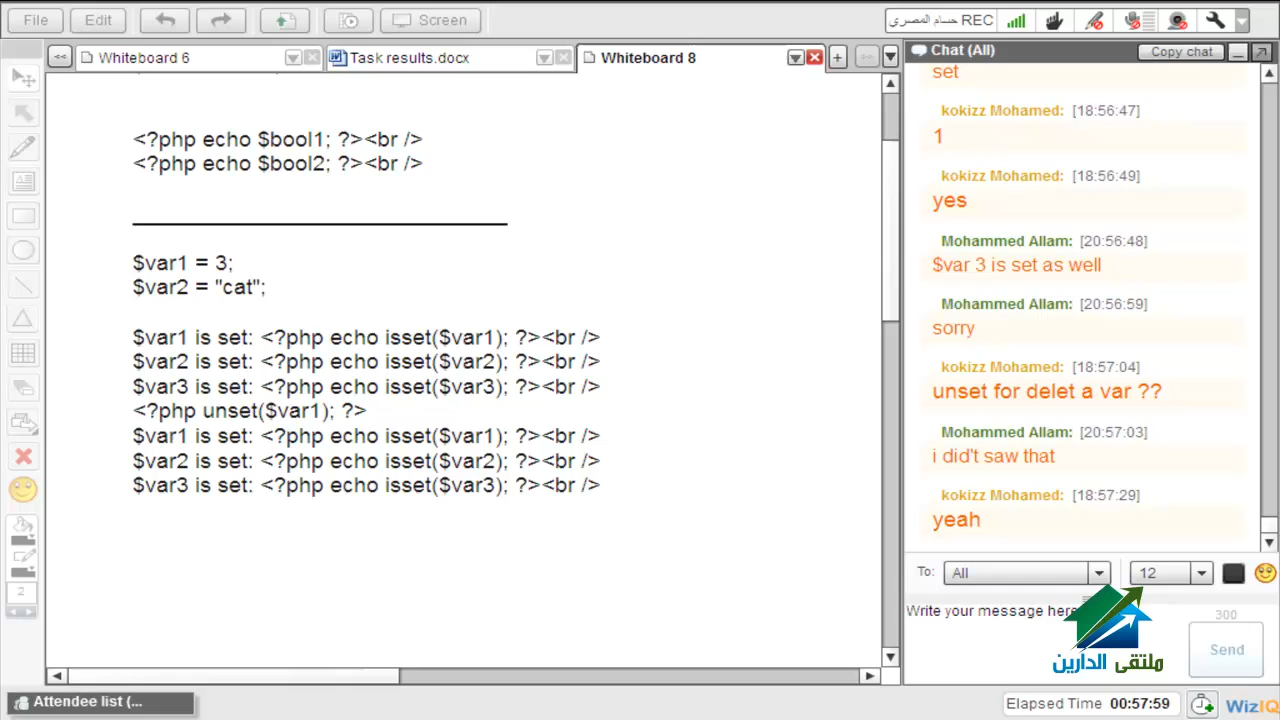 File
Edit
Screen
حسام المصري REC
<<
Whiteboard 6
Task results.docx
Whiteboard 8
+
Chat (All)
Copy chat
<?php echo $bool1; ?><br />
<?php echo $bool2; ?><br />
$var1 = 3;
$var2 = "cat";
$var1 is set: <?php echo isset($var1); ?><br />
$var2 is set: <?php echo isset($var2); ?><br />
$var3 is set: <?php echo isset($var3); ?><br />
<?php unset($var1); ?>
$var1 is set: <?php echo isset($var1); ?><br />
$var2 is set: <?php echo isset($var2); ?><br />
$var3 is set: <?php echo isset($var3); ?><br />
2
set
kokizz Mohamed: [18:56:47]
1
kokizz Mohamed: [18:56:49]
yes
Mohammed Allam: [20:56:48]
$var 3 is set as well
Mohammed Allam: [20:56:59]
sorry
kokizz Mohamed: [18:57:04]
unset for delet a var ??
Mohammed Allam: [20:57:03]
i did't saw that
kokizz Mohamed: [18:57:29]
yeah
To:
All
12
Write your message here
300
Send
ملتقى الدارين
Attendee list (...
Elapsed Time 00:57:59
WizIQ